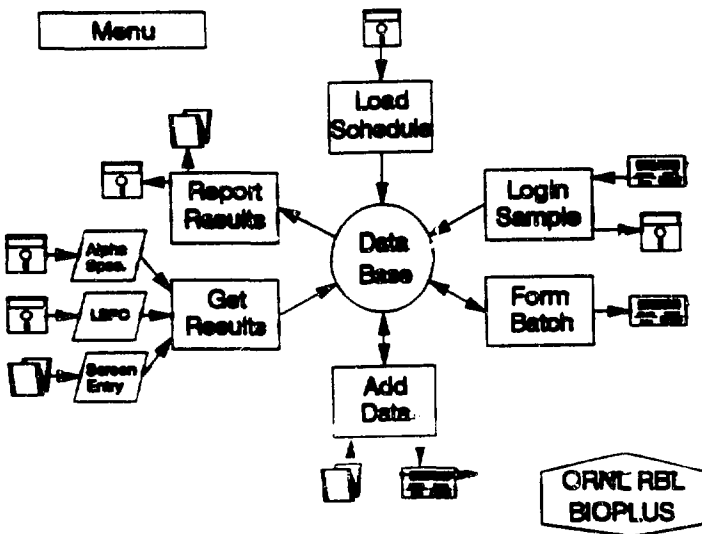 Menu
Load
Schedule
Report
Results
Login
Sample
Data
Base
Alpha
Spec.
Get
Results
Form
Batch
Screen
Entry
Add
Data
ORNL RBL
BIOPLUS